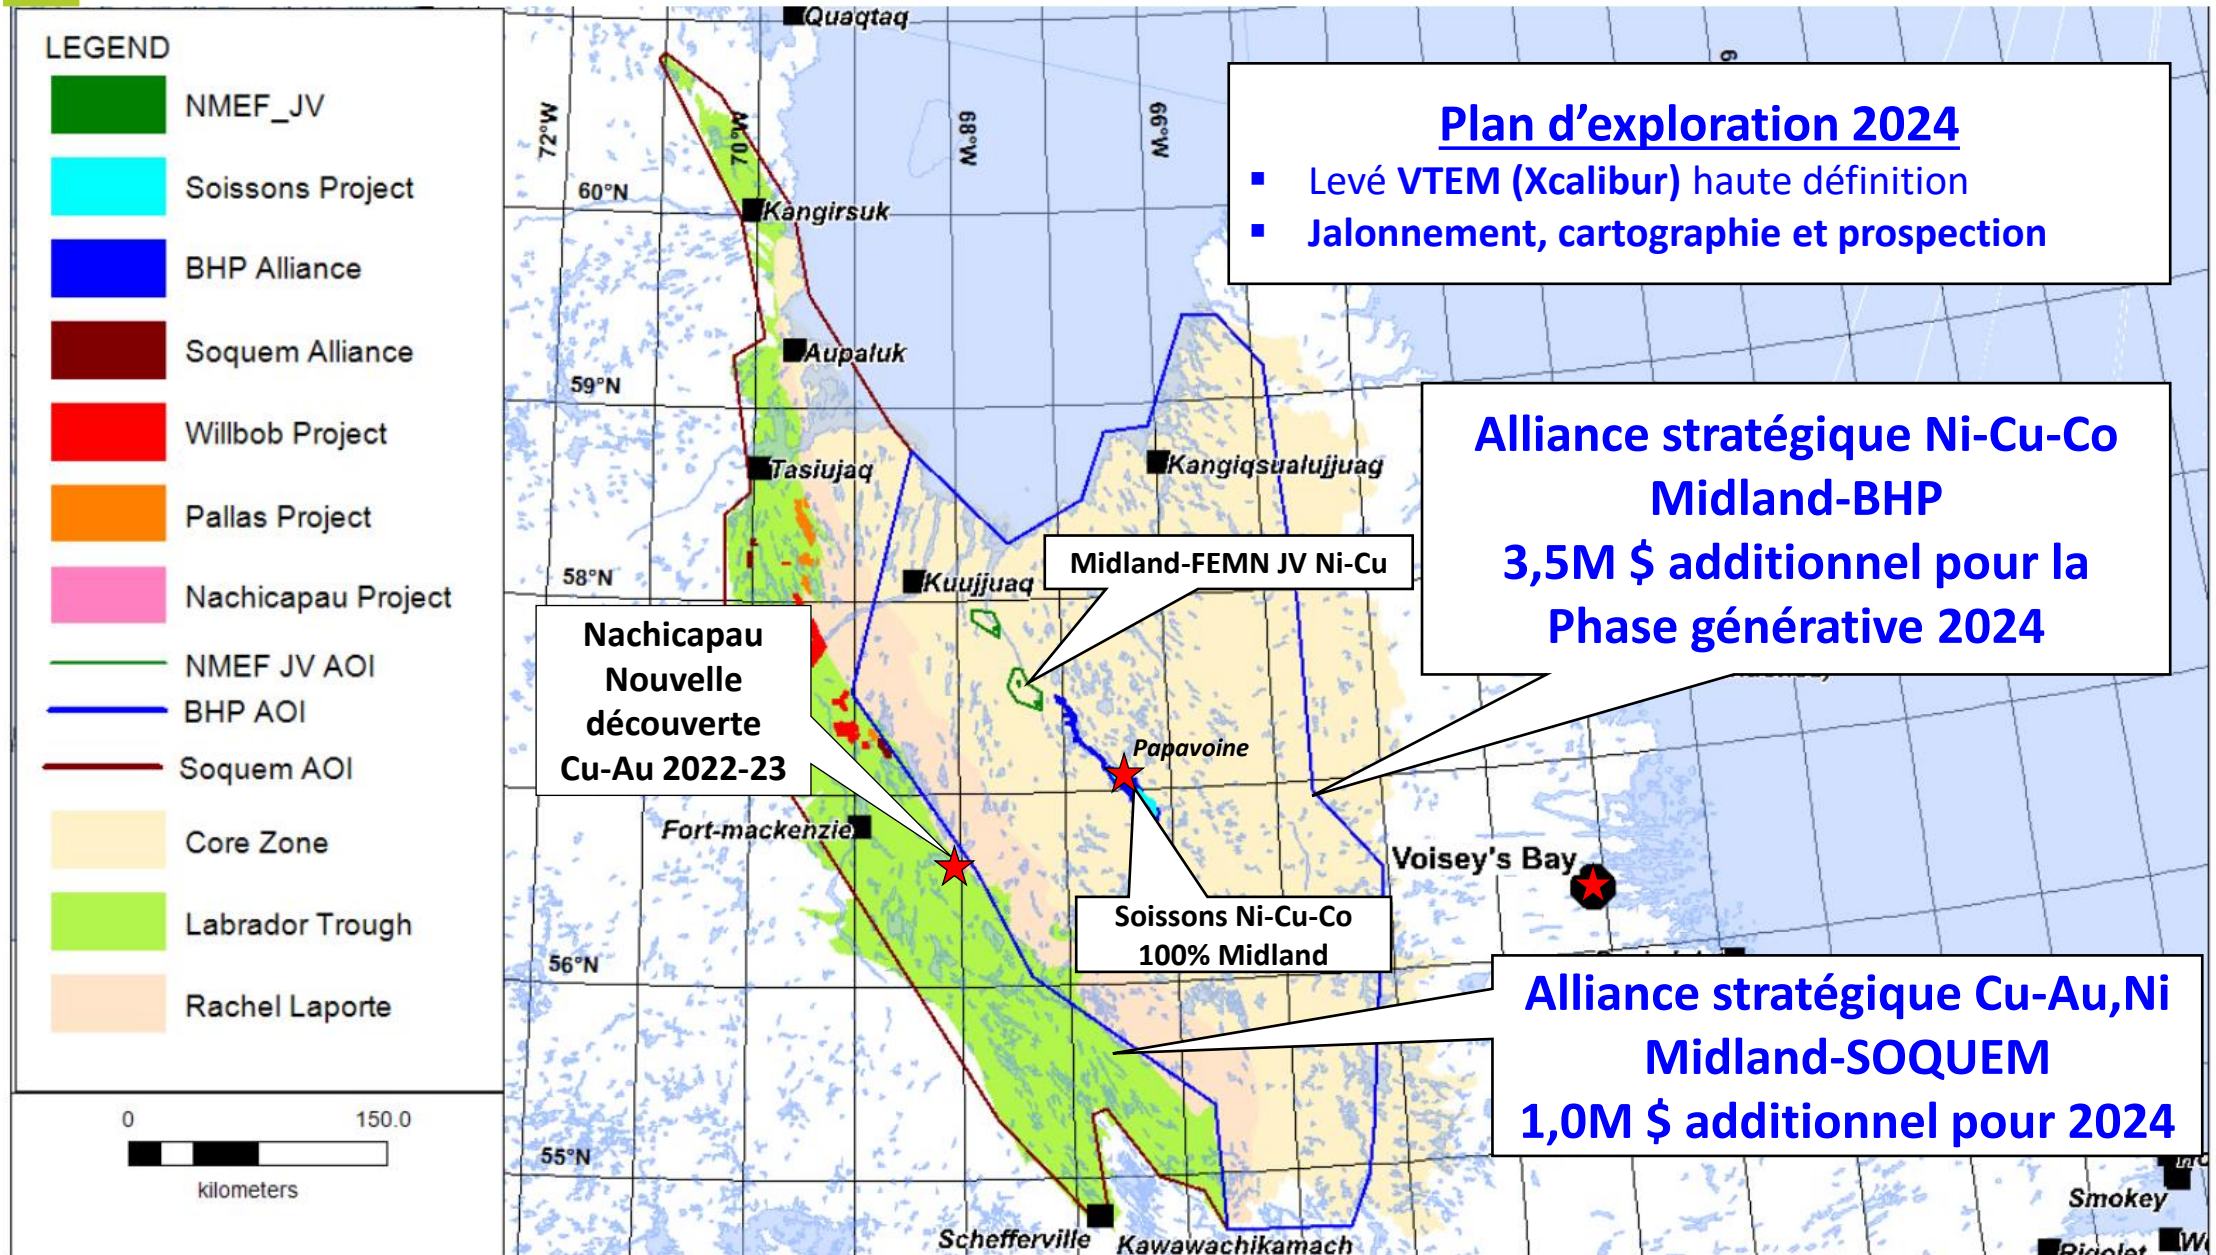 LEGEND
NMEF_JV
Soissons Project
BHP Alliance
Soquem Alliance
Willbob Project
Pallas Project
Nachicapau Project
NMEF JV AOI
BHP AOI
Soquem AOI
Core Zone
Labrador Trough
Rachel Laporte
0 150.0
kilometers
Quaqtaq
72°W
70°W
68°W
66°W
60°N
Kangirsuk
Aupaluk
59°N
Tasiujaq
Kangiqsualujjuaq
58°N
Kuujjuaq
Plan d'exploration 2024
▪ Levé VTEM (Xcalibur) haute définition
▪ Jalonnement, cartographie et prospection
Alliance stratégique Ni-Cu-Co
Midland-BHP
3,5M $ additionnel pour la
Phase générative 2024
Midland-FEMN JV Ni-Cu
Nachicapau
Nouvelle
découverte
Cu-Au 2022-23
Papavoine
Fort-mackenzie
Voisey's Bay
Soissons Ni-Cu-Co
100% Midland
56°N
Alliance stratégique Cu-Au,Ni
Midland-SOQUEM
1,0M $ additionnel pour 2024
55°N
Schefferville
Kawawachikamach
Smokey
Rigolet